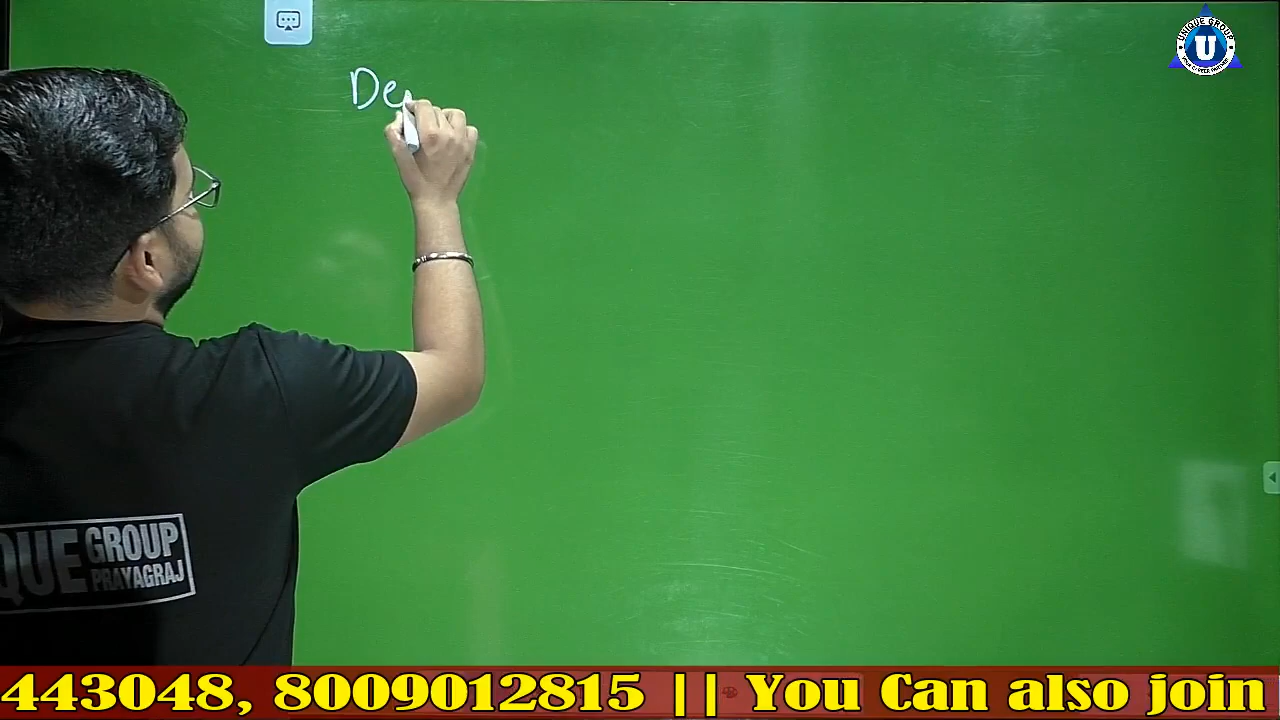 UNIQUE GROUP
U
De
QUE GROUP
PRAYAGRAJ
443048, 8009012815 || You Can also join